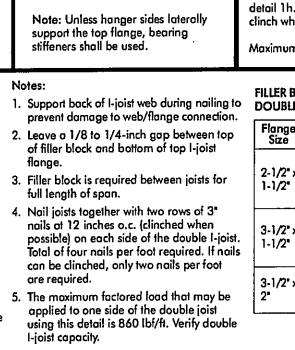 Note: Unless hanger sides laterally
support the top flange, bearing
stiffeners shall be used.
detail 1h.
clinch
Maximum
Notes:
1. Support back of I-joist web during nailing to
prevent damage to web/flange connection.
2. Leave a 1/8 to 1/4-inch gap between top
of filler block and bottom of top I-joist
flange.
3. Filler block is required between joists for
full length of span.
4. Nail joists together with two rows of 3"
nails at 12 inches o.c. (clinched when
possible) on each side of the double I-joist.
Total of four nails per foot required. If nails
can be clinched, only two nails per foot
are required.
5. The maximum factored load that may be
applied to one side of the double joist
using this detail is 860 lbf/ft. Verify double
I-joist capacity.
FILLER
DOUBL
Flange
Size
2-1/2" x
1-1/2"
3-1/2" x
1-1/2"
3-1/2" x
2"